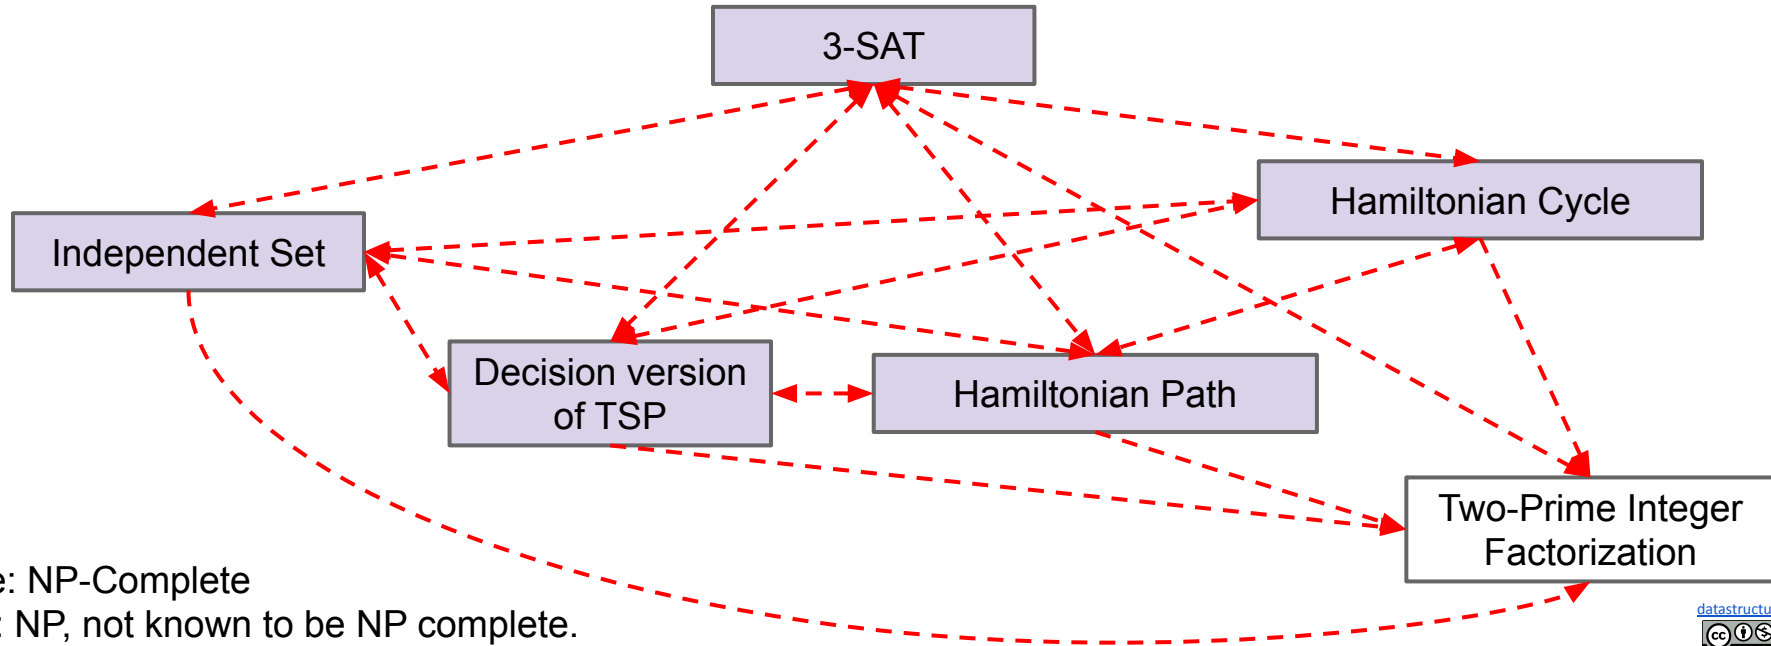 3-SAT
Hamiltonian Cycle
Independent Set
Decision version
of TSP
Hamiltonian Path
Two-Prime Integer
Factorization
: NP-Complete
: NP, not known to be NP complete.